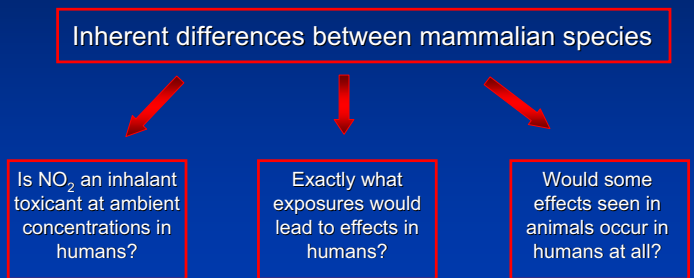 Inherent differences between mammalian species
Is NO₂ an inhalant
toxicant at ambient
concentrations in
humans?
Exactly what
exposures would
lead to effects in
humans?
Would some
effects seen in
animals occur in
humans at all?